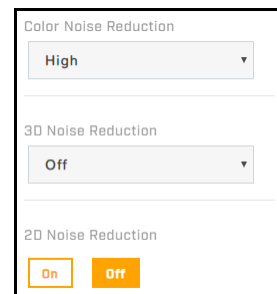 Color Noise Reduction
High
3D Noise Reduction
Off
2D Noise Reduction
On Off